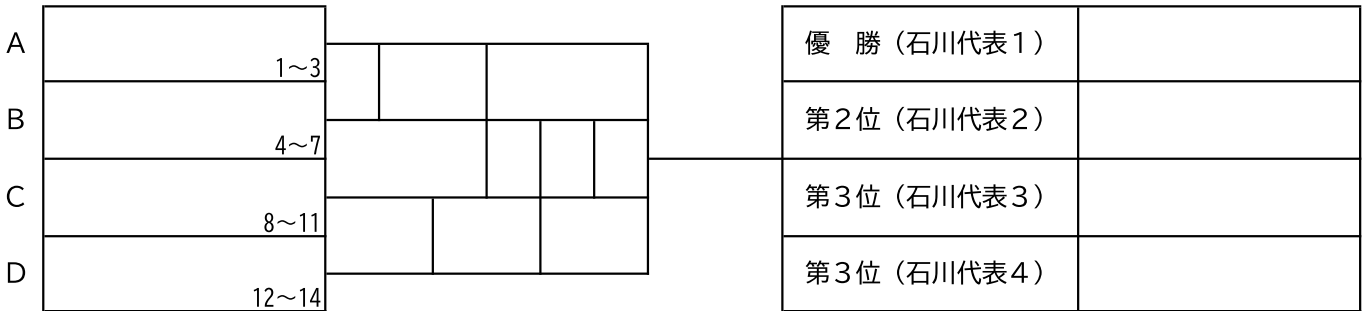 A
1～3
優　勝（石川代表１）
B
4～7
第２位（石川代表２）
C
8～11
第３位（石川代表３）
D
12～14
第３位（石川代表４）